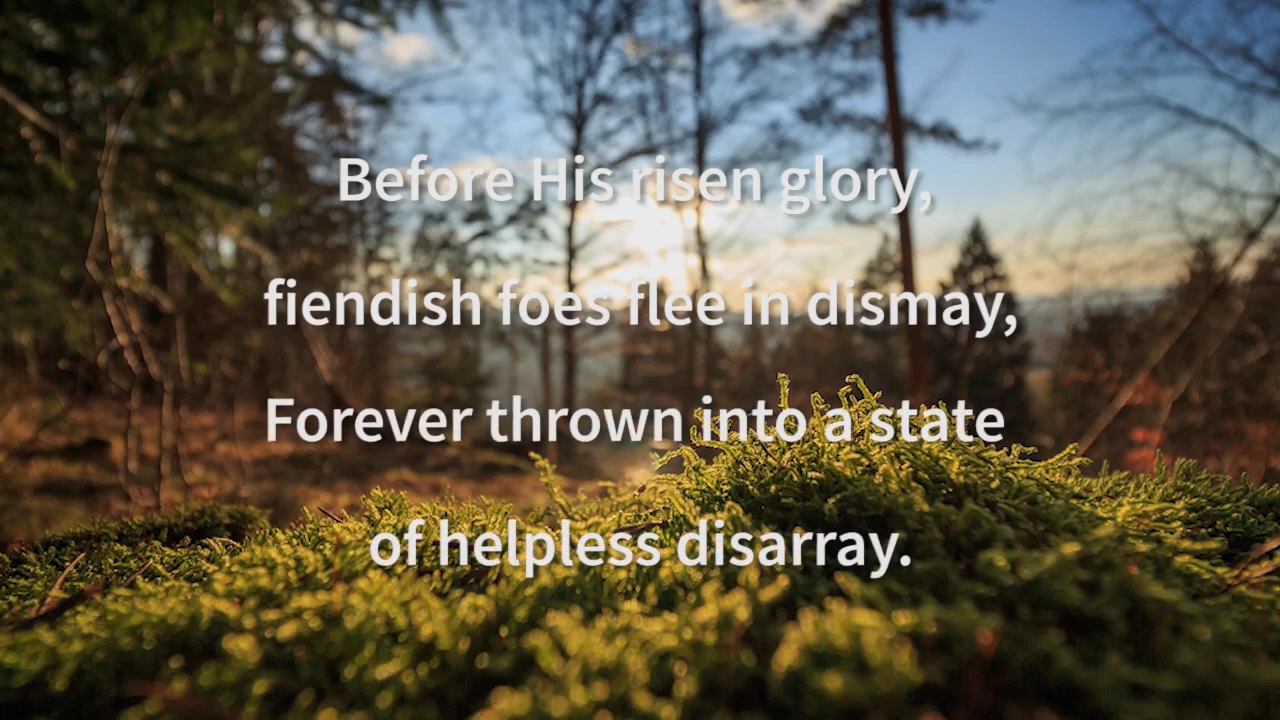 Before His risen glory,
fiendish foes flee in dismay,
Forever thrown into a state
of helpless disarray.